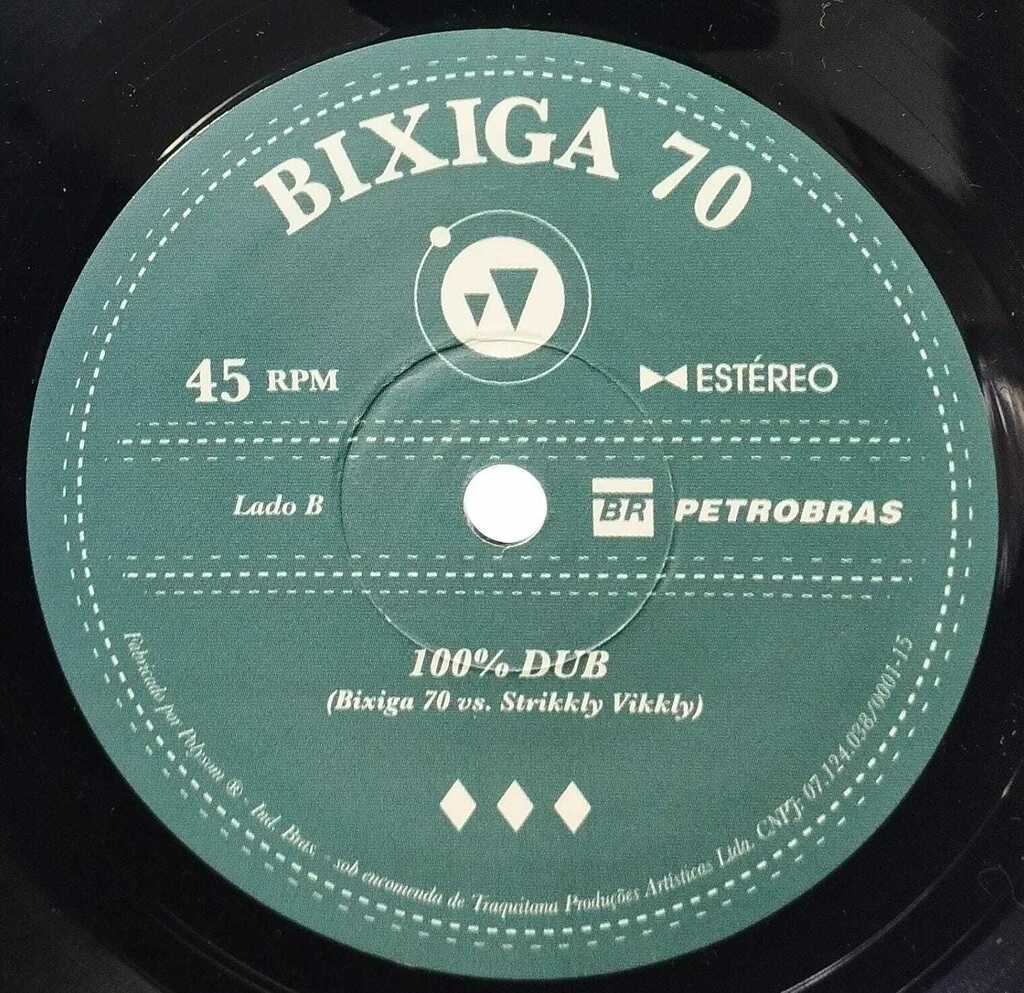 BIXIGA 70
45 RPM
ESTÉREO
Lado B
BR PETROBRAS
100% DUB
(Bixiga 70 vs. Strikkly Vikkly)
Fabricado por Polysom ® - Ind. Bras. - sob encomenda de Traquitana Produções Artísticas Ltda. CNPJ: 07.124.038/0001-15